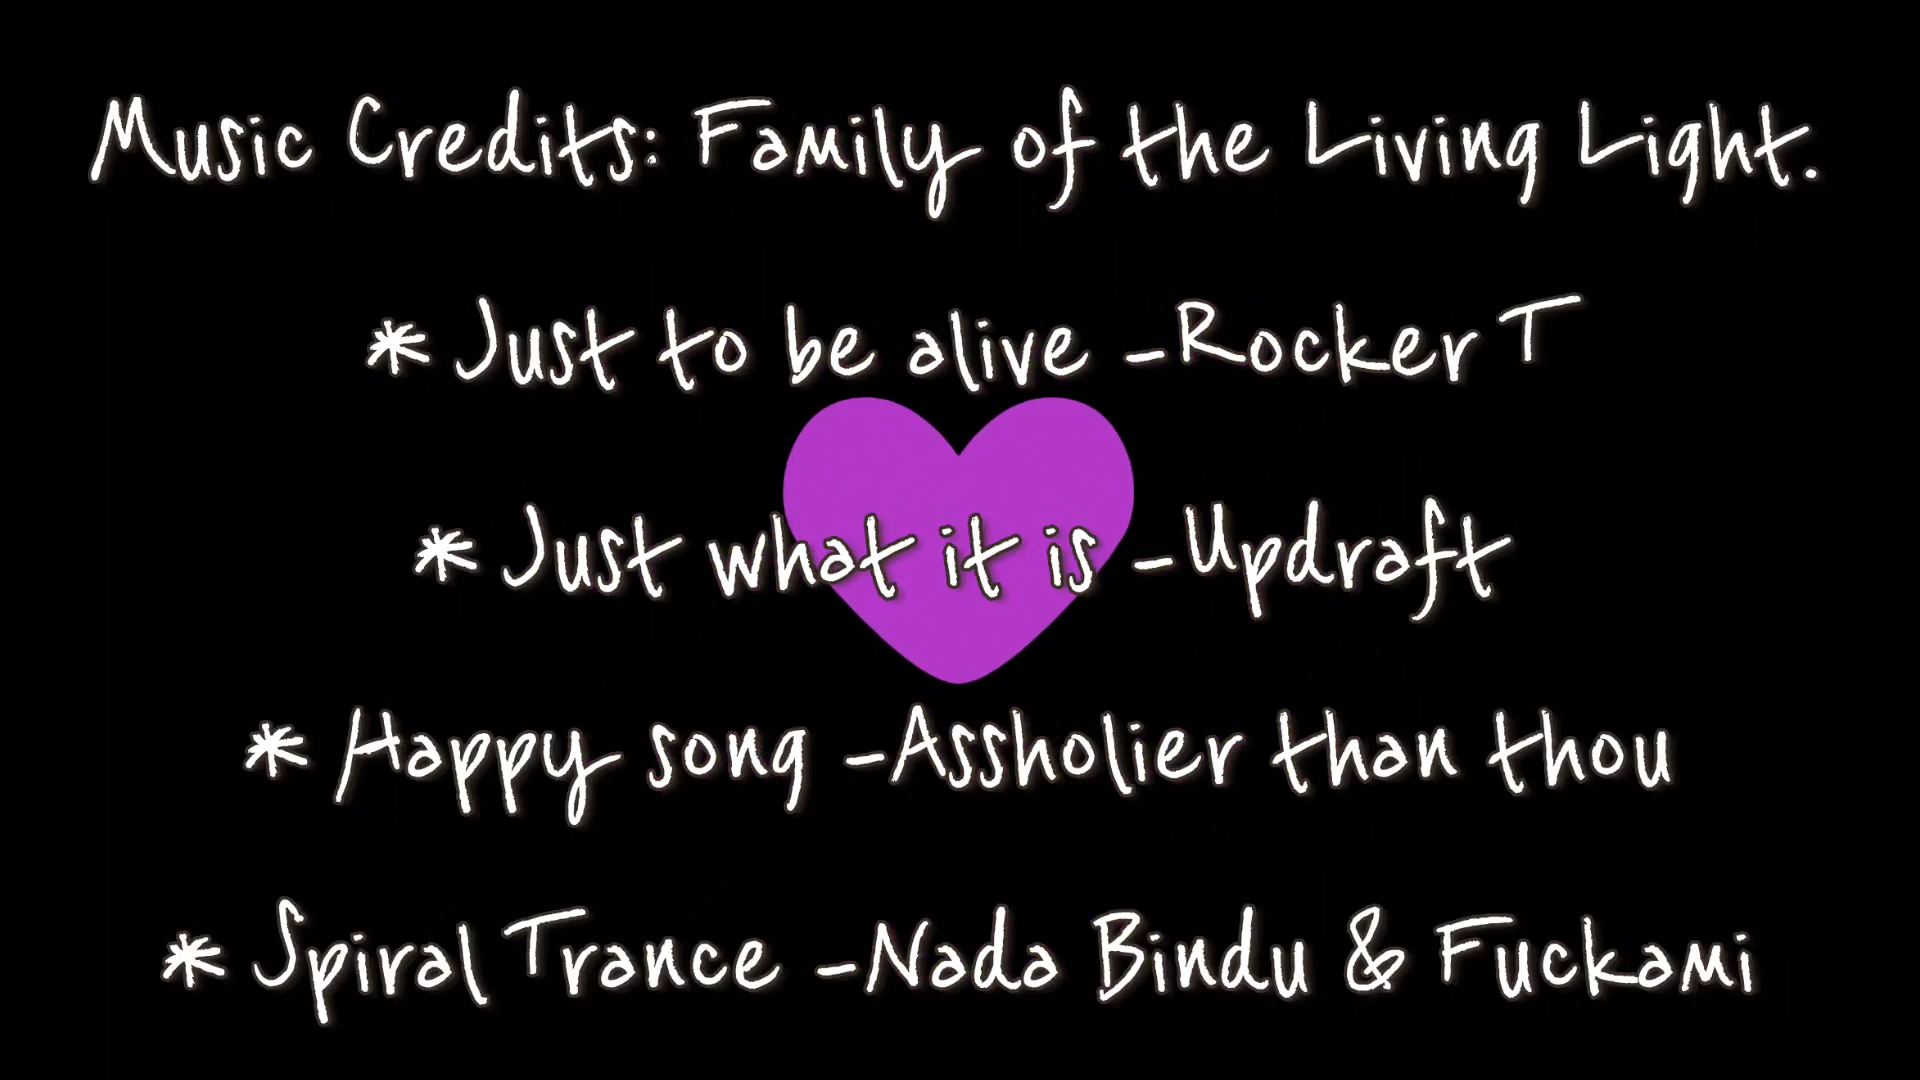 Music Credits: Family of the Living Light.
* Just to be alive -Rocker T
* Just what it is -Updraft
* Happy song -Assholier than thou
* Spiral Trance -Nada Bindu & Fuckami